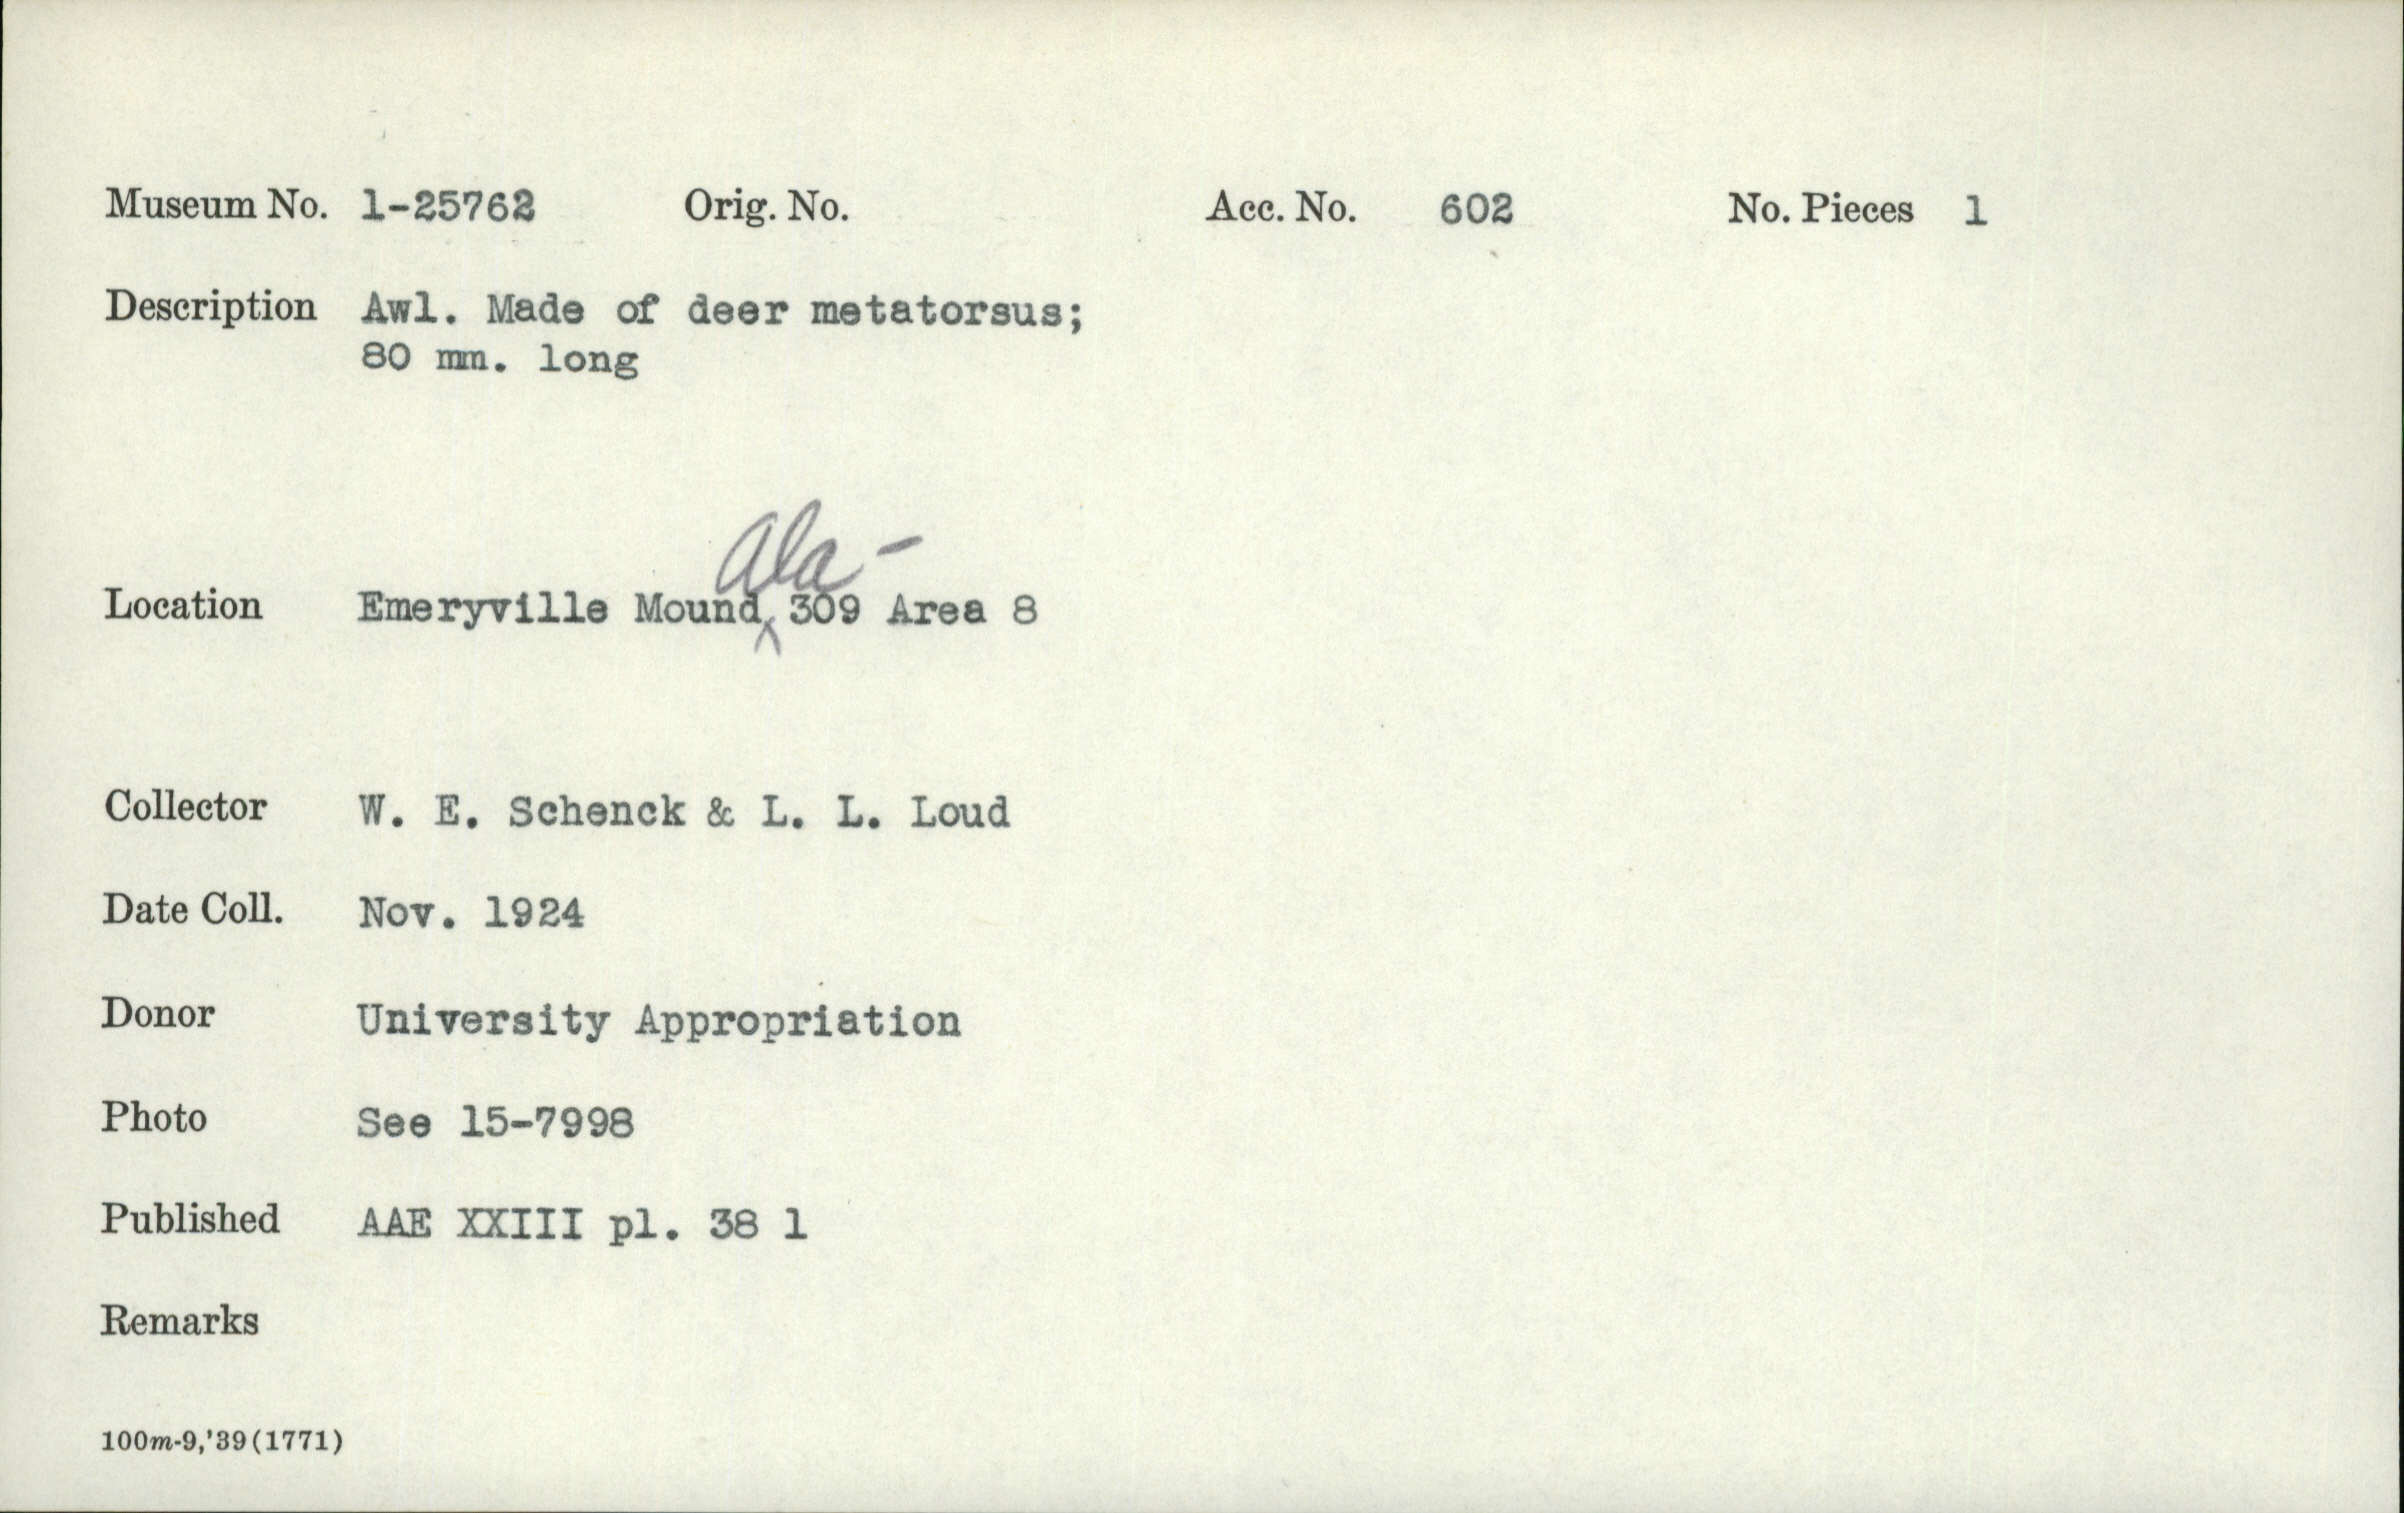 Museum No. 1-25762 Orig. No. Acc. No. 602 No. Pieces 1
Description Awl. Made of deer metatorsus;
80 mm. long
Ala-
Location Emeryville Mound 309 Area 8
Collector W. E. Schenck & L. L. Loud
Date Coll. Nov. 1924
Donor University Appropriation
Photo See 15-7998
Published AAE XXIII pl. 38 l
Remarks
100m-9,'39(1771)